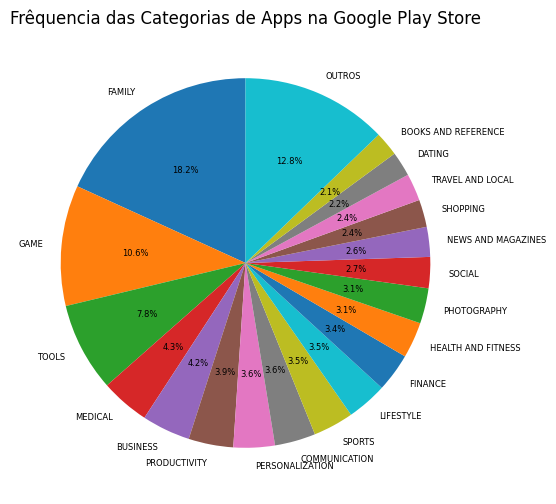 Frêquencia das Categorias de Apps na Google Play Store
FAMILY
18.2%
GAME
10.6%
TOOLS
7.8%
MEDICAL
4.3%
BUSINESS
4.2%
PRODUCTIVITY
3.9%
PERSONALIZATION
3.6%
COMMUNICATION
3.6%
SPORTS
3.5%
LIFESTYLE
3.5%
FINANCE
3.4%
HEALTH AND FITNESS
3.1%
PHOTOGRAPHY
3.1%
SOCIAL
2.7%
NEWS AND MAGAZINES
2.6%
SHOPPING
2.4%
TRAVEL AND LOCAL
2.4%
DATING
2.2%
BOOKS AND REFERENCE
2.1%
OUTROS
12.8%